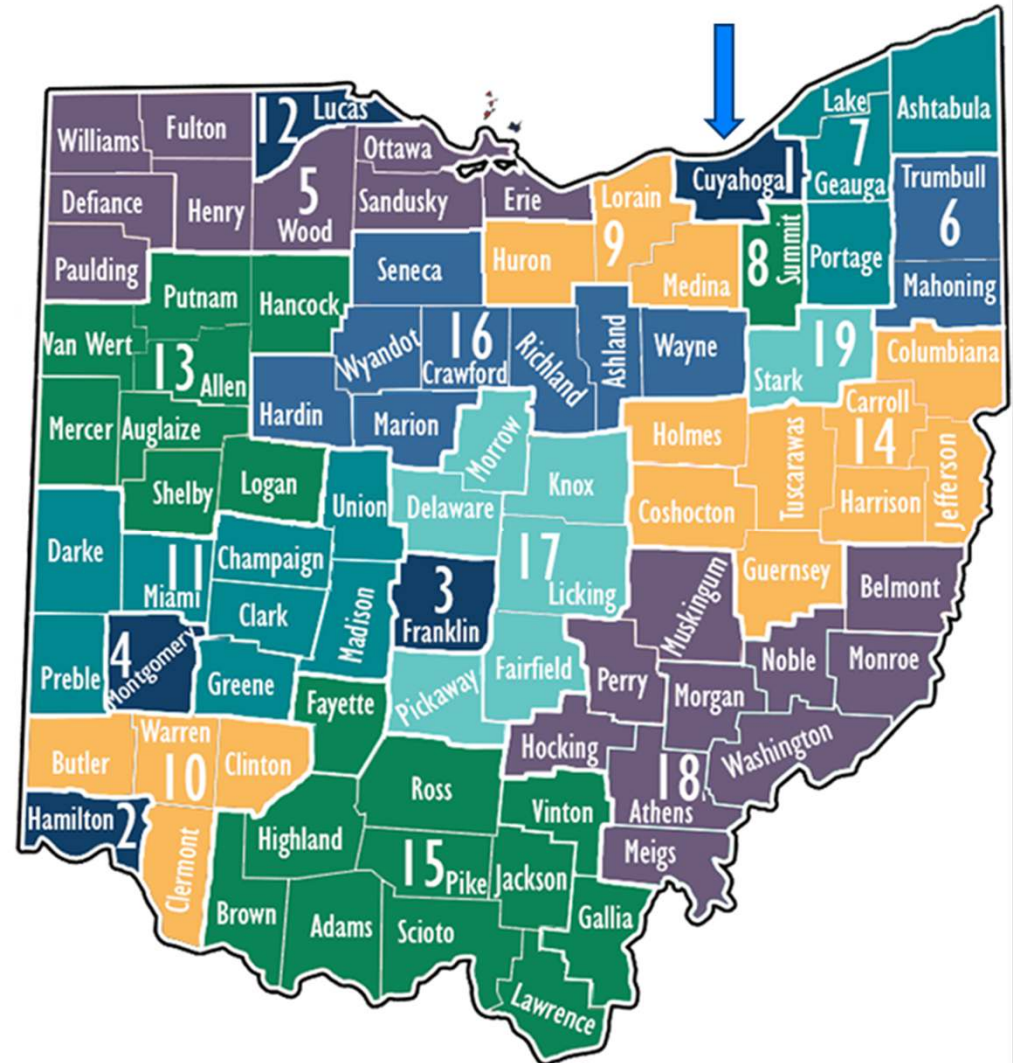 Lake
Ashtabula
12 Lucas
Williams
Fulton
7
Ottawa
Cuyahoga 1
Geauga
Trumbull
Defiance
Henry
5
Wood
Sandusky
Erie
Lorain
6
Paulding
Seneca
Huron
9
Medina
8
Summit
Portage
Mahoning
Putnam
Hancock
Van Wert
13
Allen
Wyandot
16
Crawford
Richland
Ashland
Wayne
19
Stark
Columbiana
Mercer
Auglaize
Hardin
Marion
Morrow
Holmes
Tuscarawas
Carroll
14
Jefferson
Shelby
Logan
Union
Delaware
Knox
Coshocton
Harrison
Darke
11
Miami
Champaign
Clark
Madison
3
Franklin
17
Licking
Muskingum
Guernsey
Belmont
Preble
4
Montgomery
Greene
Fayette
Pickaway
Fairfield
Perry
Morgan
Noble
Monroe
Butler
Warren
10
Clinton
Ross
Hocking
18
Athens
Washington
Hamilton 2
Clermont
Highland
15
Pike
Vinton
Jackson
Meigs
Brown
Adams
Scioto
Gallia
Lawrence